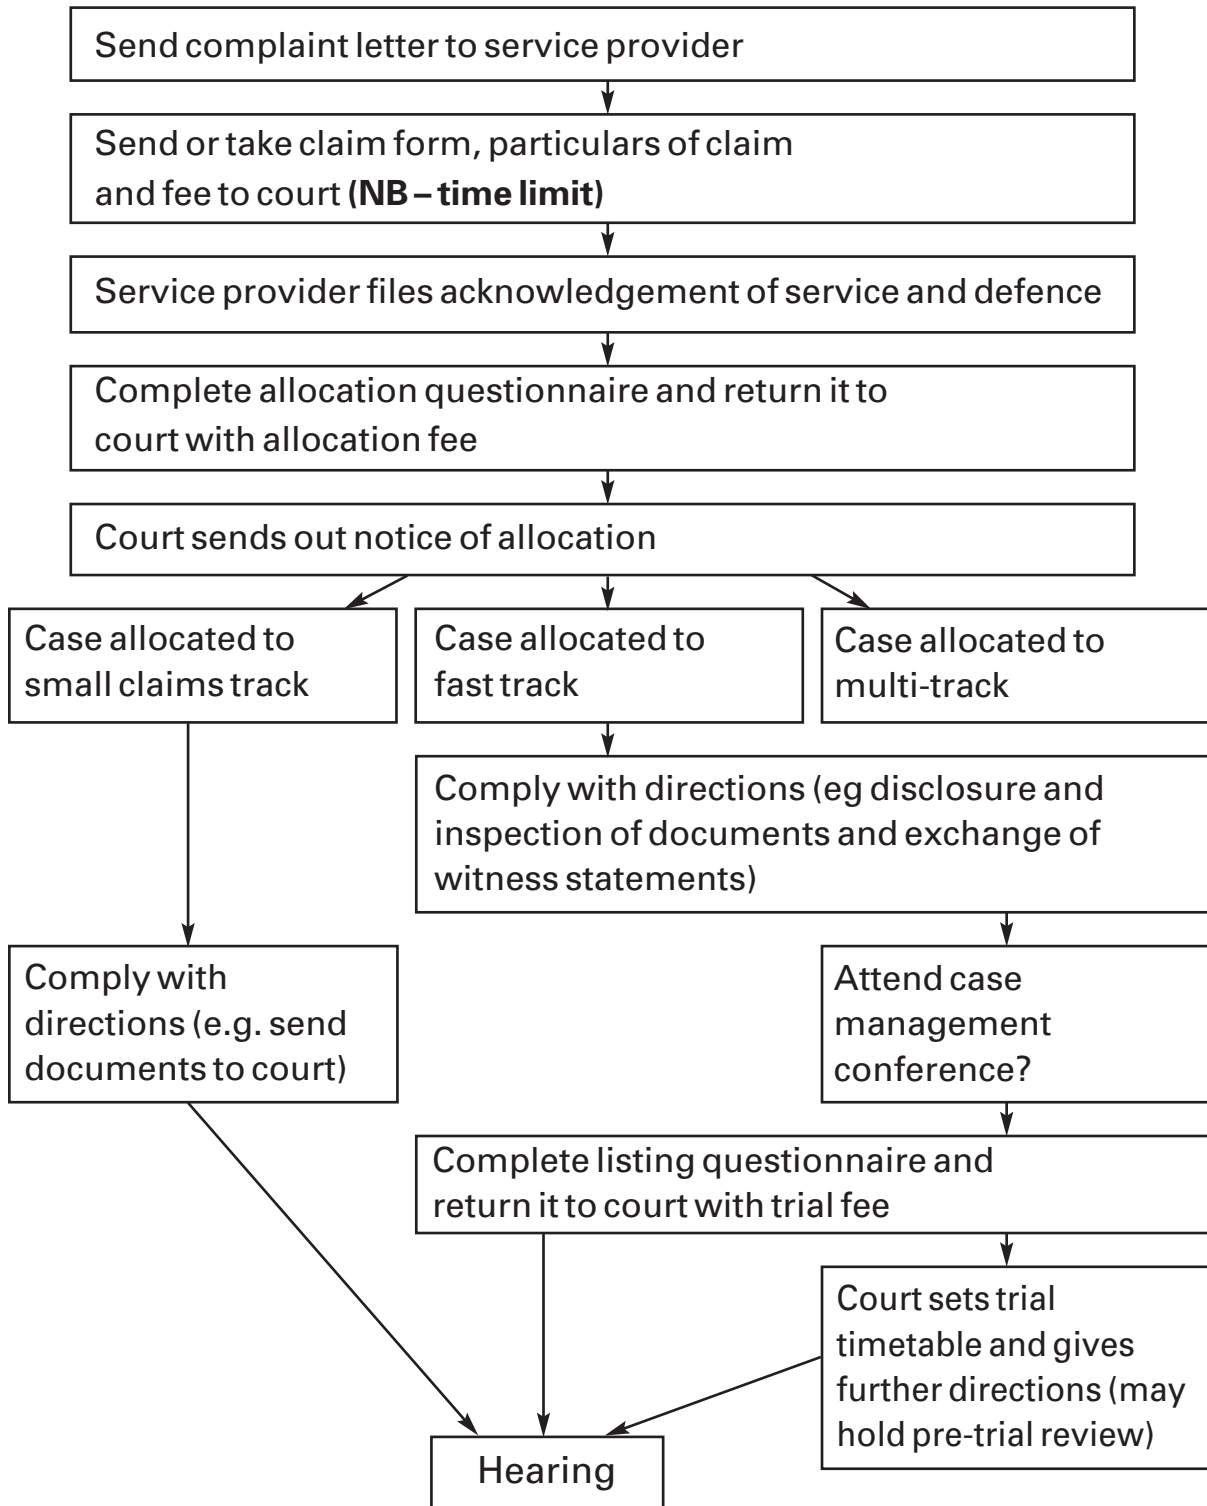 Send complaint letter to service provider
Send or take claim form, particulars of claim
and fee to court (NB – time limit)
Service provider files acknowledgement of service and defence
Complete allocation questionnaire and return it to
court with allocation fee
Court sends out notice of allocation
Case allocated to
small claims track
Case allocated to
fast track
Case allocated to
multi-track
Comply with directions (eg disclosure and
inspection of documents and exchange of
witness statements)
Comply with
directions (e.g. send
documents to court)
Attend case
management
conference?
Complete listing questionnaire and
return it to court with trial fee
Court sets trial
timetable and gives
further directions (may
hold pre-trial review)
Hearing